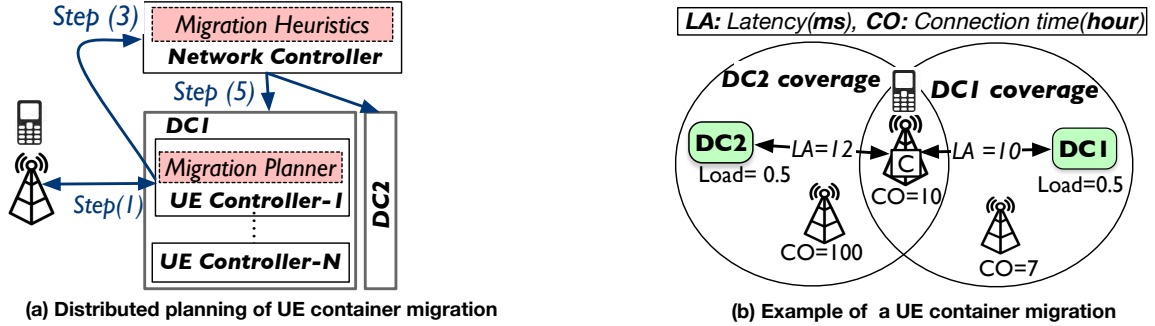 Step (3)
Migration Heuristics
Network Controller
Step (5)
DC1
Migration Planner
UE Controller-1
Step(1)
UE Controller-N
DC2
(a) Distributed planning of UE container migration
LA: Latency(ms), CO: Connection time(hour)
DC2 coverage
DC1 coverage
DC2
LA=12
C
LA =10
DC1
Load= 0.5
CO=10
Load=0.5
CO=100
CO=7
(b) Example of a UE container migration